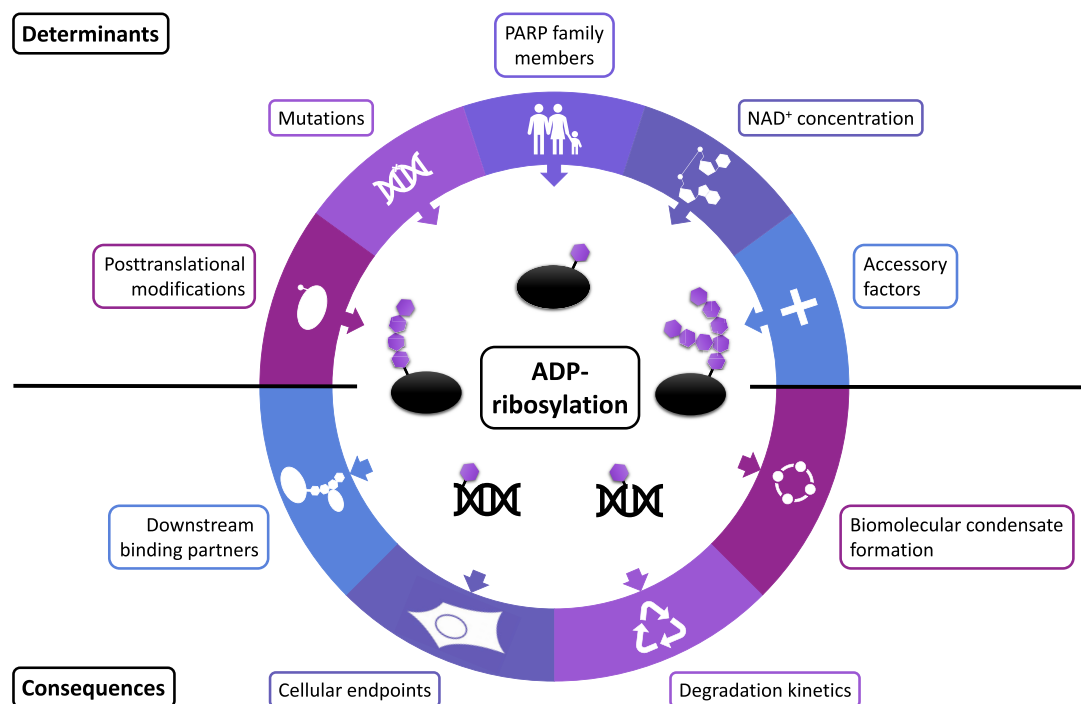 Determinants
PARP family
members
Mutations
NAD⁺ concentration
Posttranslational
modifications
Accessory
factors
ADP-
ribosylation
Downstream
binding partners
Biomolecular condensate
formation
Consequences
Cellular endpoints
Degradation kinetics